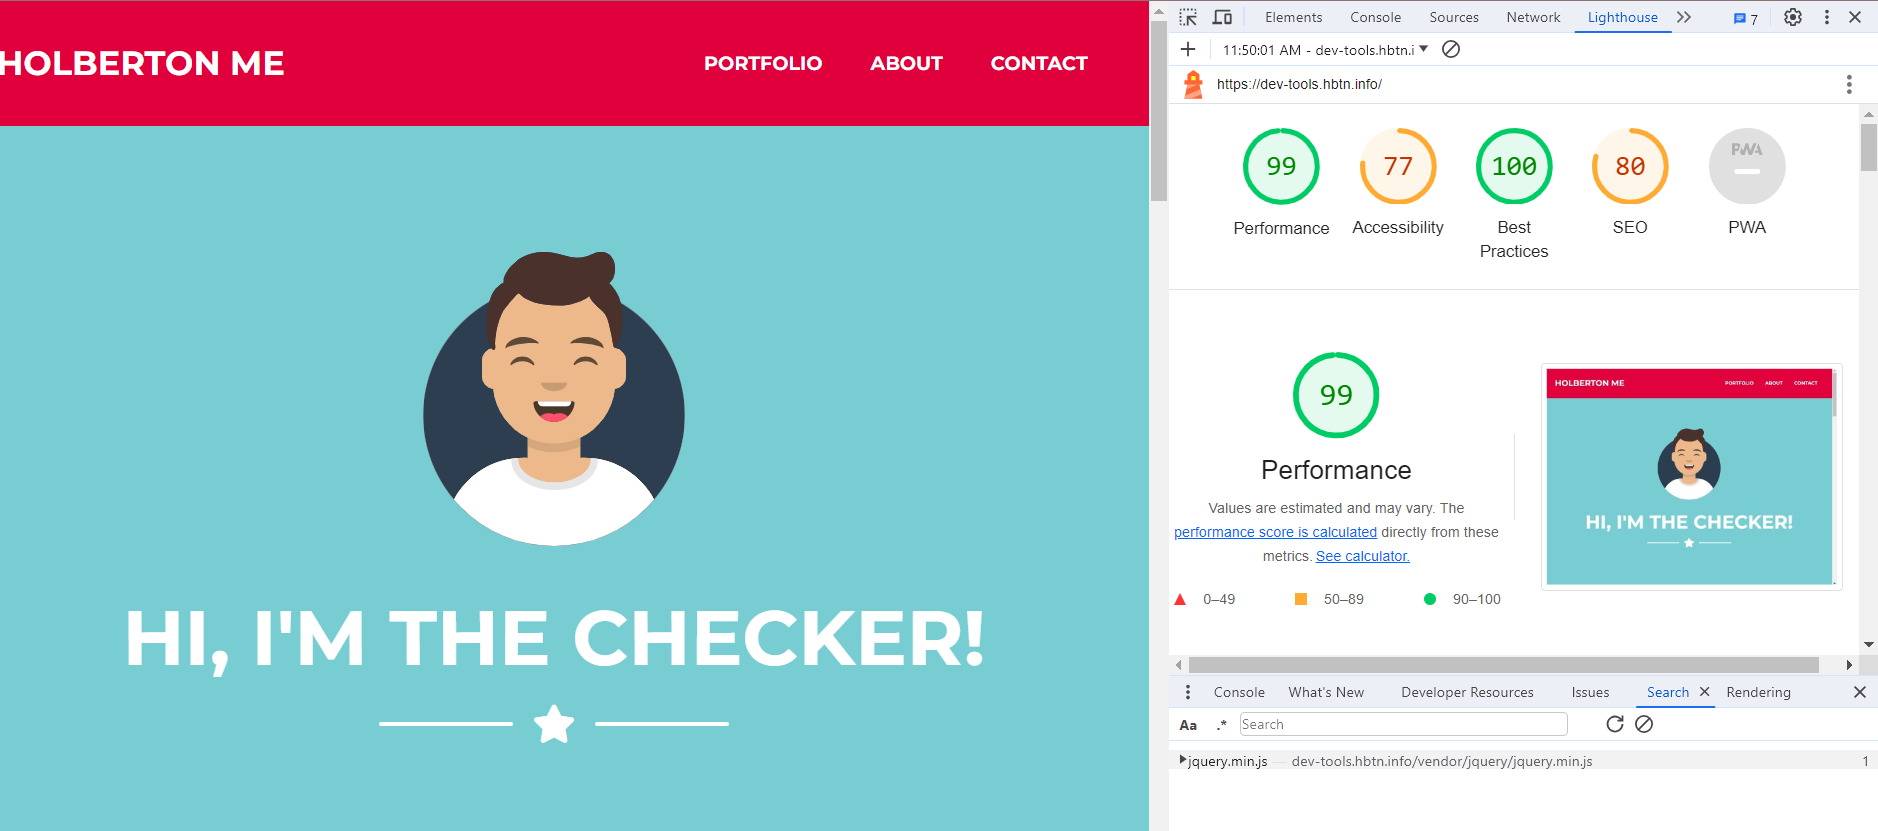 HOLBERTON ME
PORTFOLIO ABOUT CONTACT
HI, I'M THE CHECKER!
Elements Console Sources Network Lighthouse 7
11:50:01 AM - dev-tools.hbtn.i
https://dev-tools.hbtn.info/
99 77 100 80 PWA
Performance Accessibility Best Practices SEO PWA
99
Performance
Values are estimated and may vary. The
performance score is calculated directly from these
metrics. See calculator.
0–49 50–89 90–100
HOLBERTON ME PORTFOLIO ABOUT CONTACT
HI, I'M THE CHECKER!
Console What's New Developer Resources Issues Search Rendering
Aa .* Search
jquery.min.js — dev-tools.hbtn.info/vendor/jquery/jquery.min.js 1